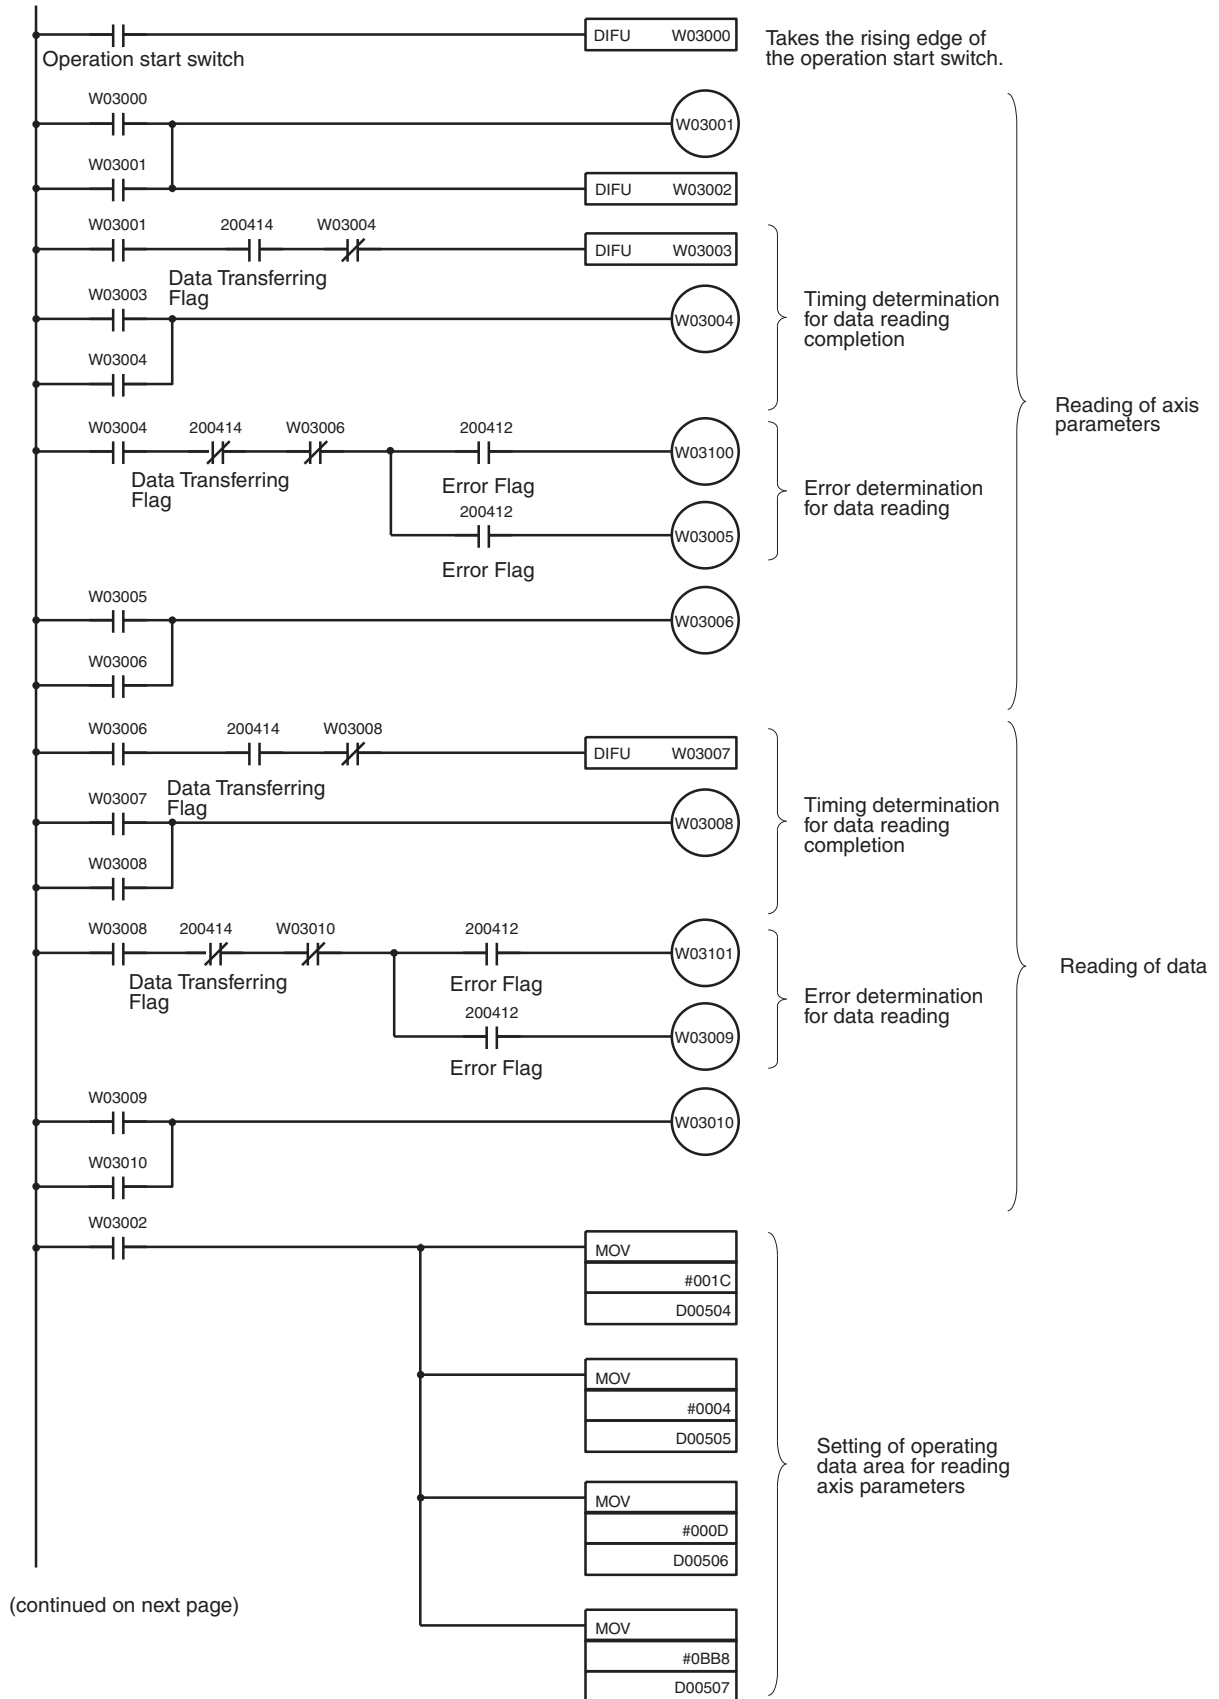 DIFU W03000
Takes the rising edge of
the operation start switch.
Operation start switch
W03000
W03001
W03001
DIFU W03002
W03001 200414 W03004
DIFU W03003
Data Transferring
Flag
W03003
W03004
W03004
Timing determination
for data reading
completion
Reading of axis
parameters
W03004 200414 W03006 200412
W03100
Data Transferring
Flag
Error Flag
200412
W03005
Error Flag
Error determination
for data reading
W03005
W03006
W03006
W03006 200414 W03008
DIFU W03007
Data Transferring
Flag
W03007
W03008
W03008
Timing determination
for data reading
completion
Reading of data
W03008 200414 W03010 200412
W03101
Data Transferring
Flag
Error Flag
200412
W03009
Error Flag
Error determination
for data reading
W03009
W03010
W03010
W03002
MOV
#001C
D00504
MOV
#0004
D00505
Setting of operating
data area for reading
axis parameters
MOV
#000D
D00506
(continued on next page)
MOV
#0BB8
D00507